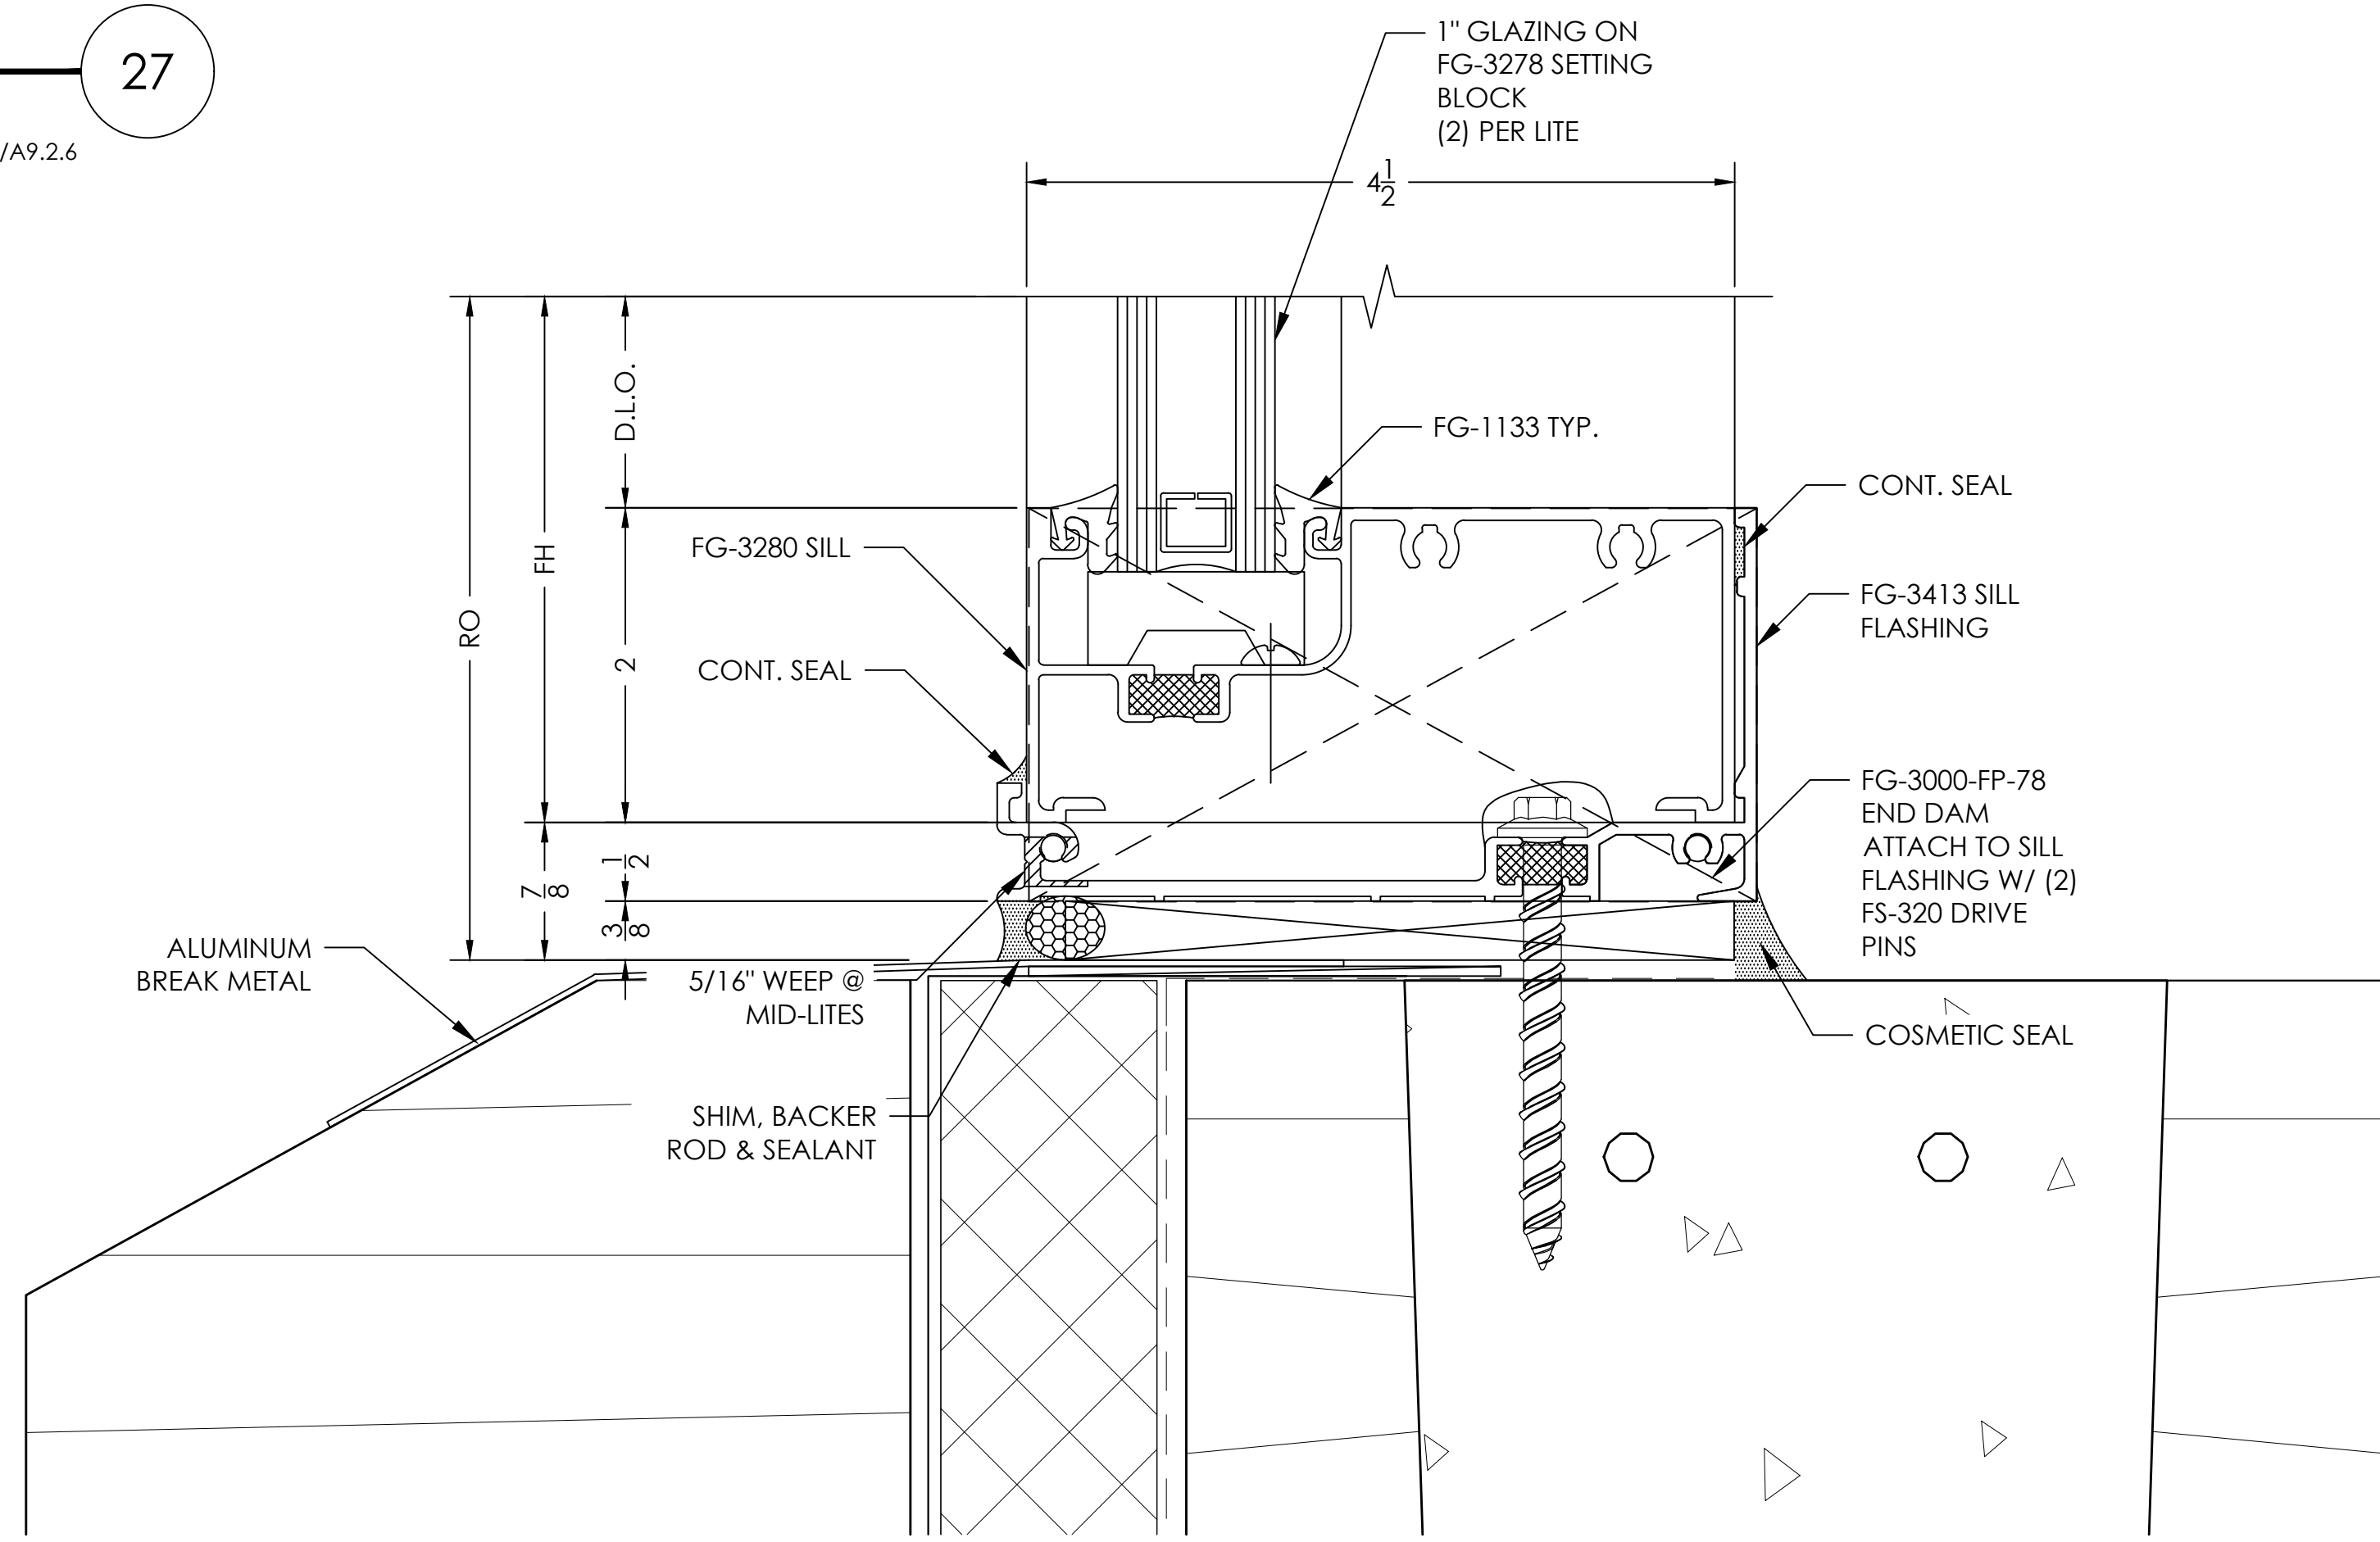 27
/A9.2.6
1" GLAZING ON
FG-3278 SETTING
BLOCK
(2) PER LITE
4 1/2
D.L.O.
FG-1133 TYP.
CONT. SEAL
FG-3280 SILL
FH
FG-3413 SILL
FLASHING
RO
2
CONT. SEAL
FG-3000-FP-78
END DAM
ATTACH TO SILL
FLASHING W/ (2)
FS-320 DRIVE
PINS
1/2
7/8
3/8
ALUMINUM
BREAK METAL
5/16" WEEP @
MID-LITES
COSMETIC SEAL
SHIM, BACKER
ROD & SEALANT